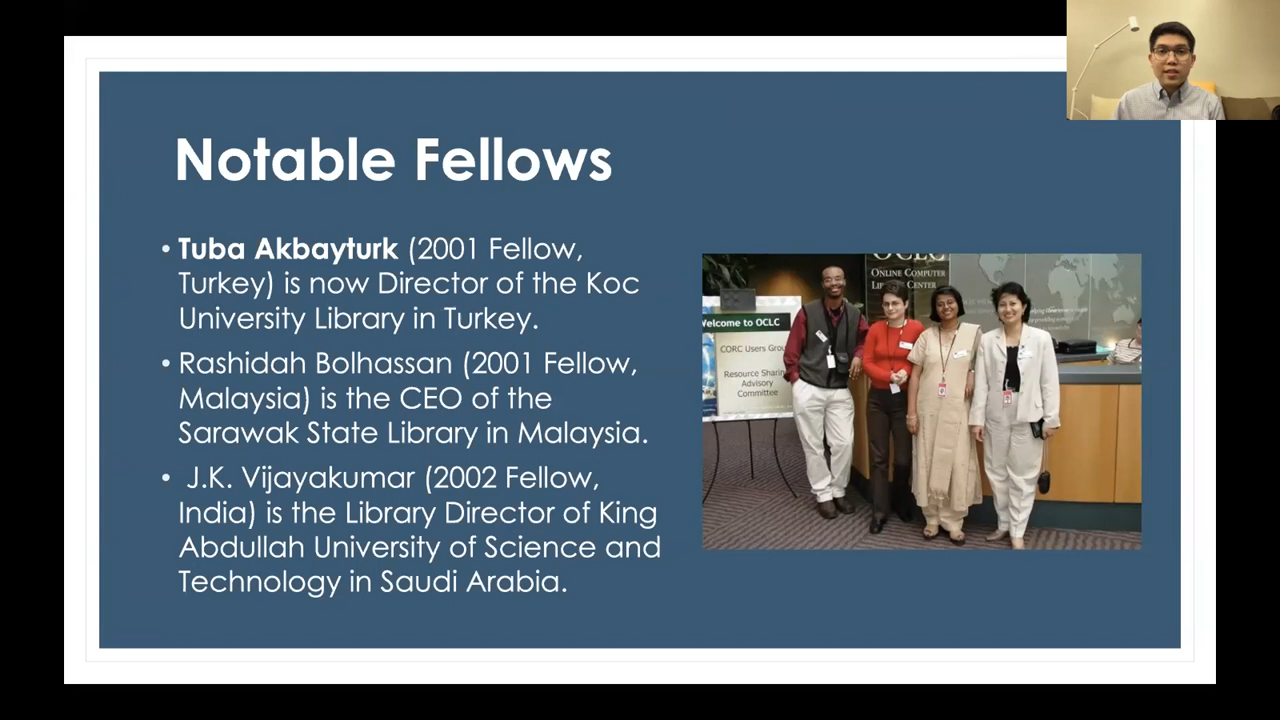 Notable Fellows
• Tuba Akbayturk (2001 Fellow,
Turkey) is now Director of the Koc
University Library in Turkey.
• Rashidah Bolhassan (2001 Fellow,
Malaysia) is the CEO of the
Sarawak State Library in Malaysia.
• J.K. Vijayakumar (2002 Fellow,
India) is the Library Director of King
Abdullah University of Science and
Technology in Saudi Arabia.
OCLC
ONLINE COMPUTER
CENTER
Welcome to OCLC
CORC Users
Resource Sharing
Advisory
Committee